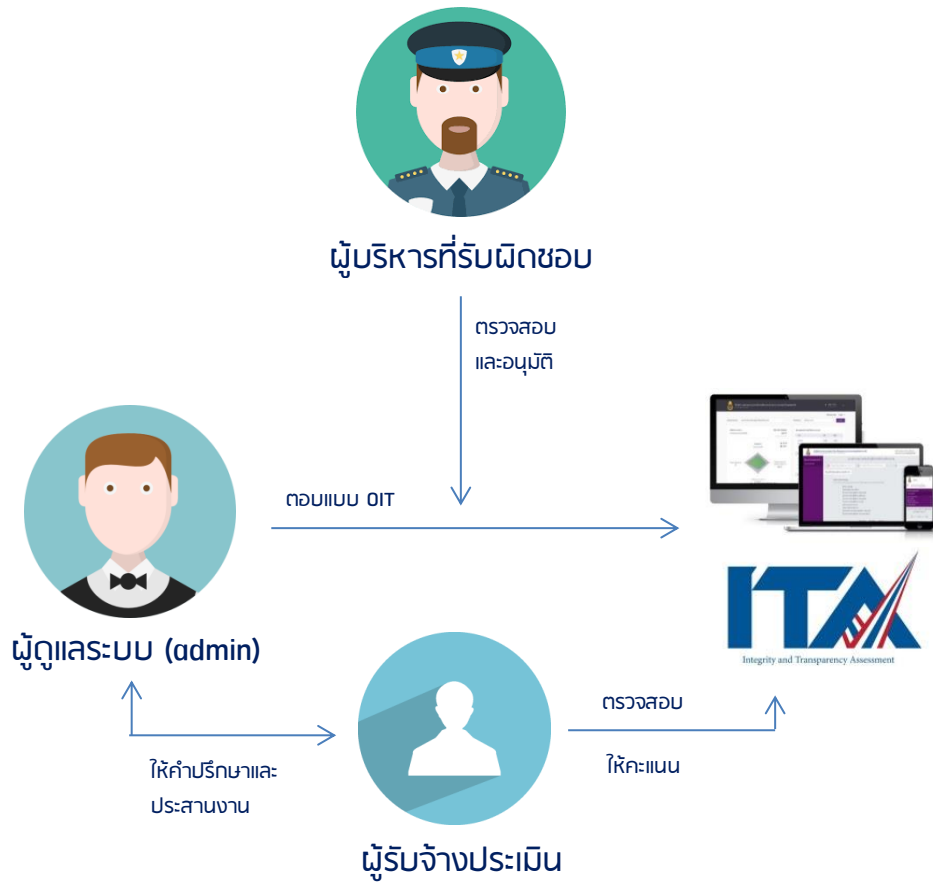 ผู้บริหารที่รับผิดชอบ
ตรวจสอบ
และอนุมัติ
ตอบแบบ OIT
ITA
Integrity and Transparency Assessment
ผู้ดูแลระบบ (admin)
ตรวจสอบ
ให้คะแนน
ให้คำปรึกษาและ
ประสานงาน
ผู้รับจ้างประเมิน